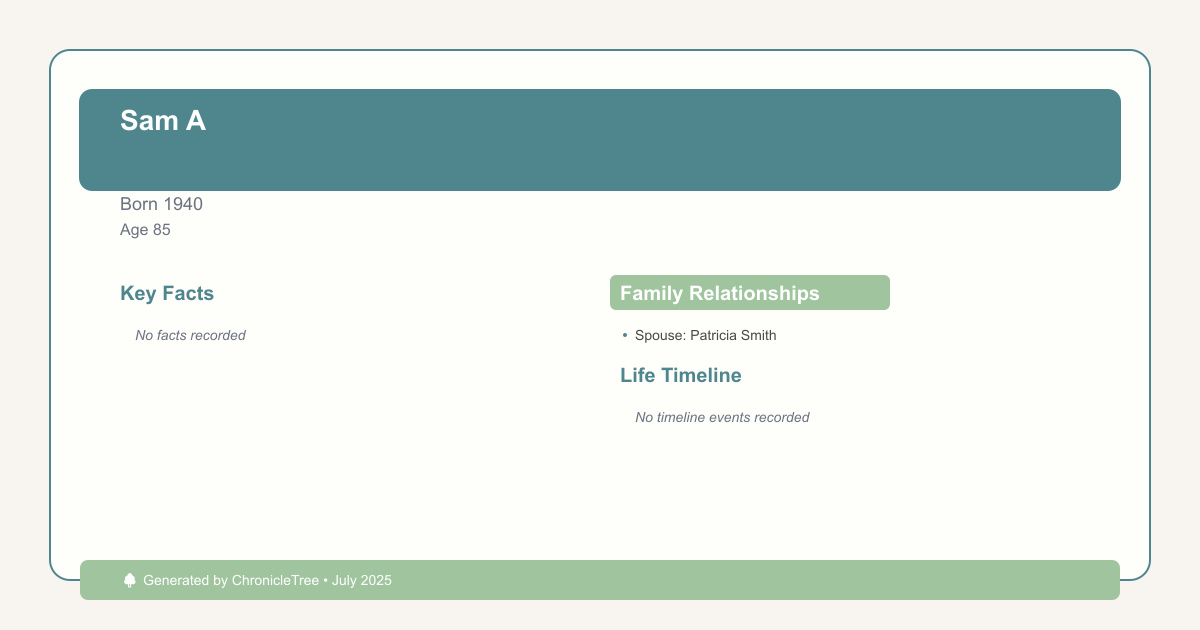 Sam A
Born 1940
Age 85
Key Facts
No facts recorded
Family Relationships
• Spouse: Patricia Smith
Life Timeline
No timeline events recorded
Generated by ChronicleTree • July 2025